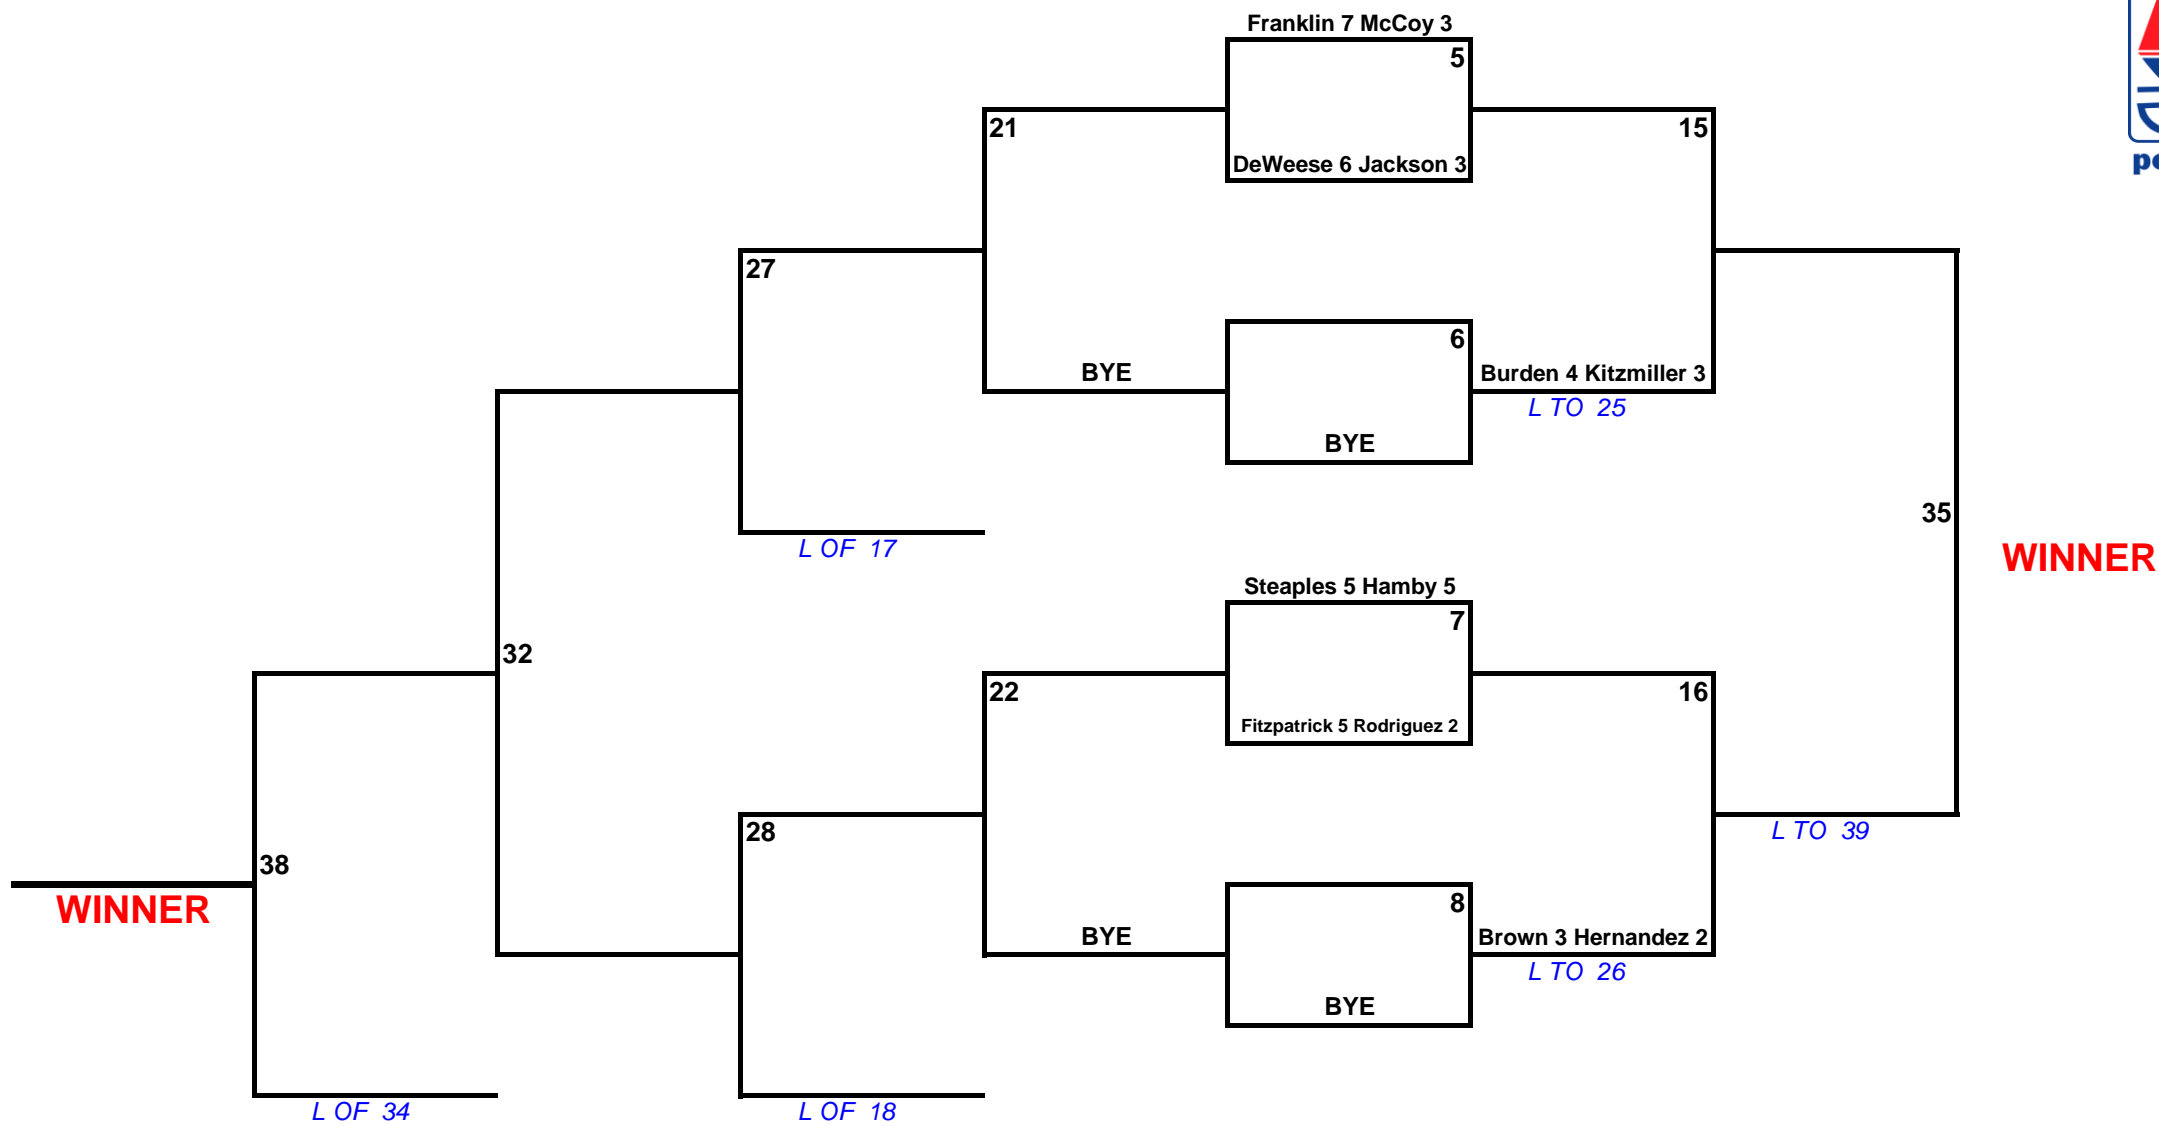 Franklin 7 McCoy 3
5
21
15
DeWeese 6 Jackson 3
27
6
BYE
Burden 4 Kitzmiller 3
L TO 25
BYE
35
L OF 17
WINNER
Steaples 5 Hamby 5
7
32
22
16
Fitzpatrick 5 Rodriguez 2
28
L TO 39
38
WINNER
8
BYE
Brown 3 Hernandez 2
L TO 26
BYE
L OF 34
L OF 18